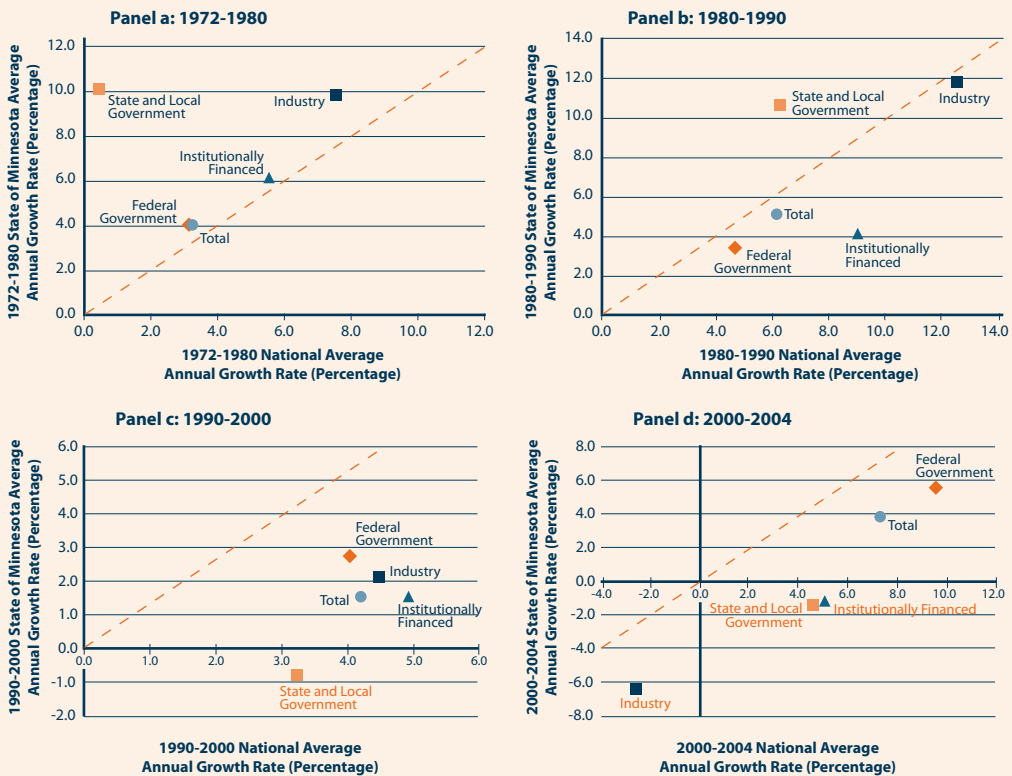 Panel a: 1972-1980
1972-1980 State of Minnesota Average
Annual Growth Rate (Percentage)
12.0
10.0
8.0
6.0
4.0
2.0
0.0
State and Local
Government
Industry
Institutionally
Financed
Federal
Government
Total
0.0 2.0 4.0 6.0 8.0 10.0 12.0
1972-1980 National Average
Annual Growth Rate (Percentage)
Panel b: 1980-1990
1980-1990 State of Minnesota Average
Annual Growth Rate (Percentage)
14.0
12.0
10.0
8.0
6.0
4.0
2.0
0.0
State and Local
Government
Industry
Total
Federal
Government
Institutionally
Financed
0.0 2.0 4.0 6.0 8.0 10.0 12.0 14.0
1980-1990 National Average
Annual Growth Rate (Percentage)
Panel c: 1990-2000
1990-2000 State of Minnesota Average
Annual Growth Rate (Percentage)
6.0
5.0
4.0
3.0
2.0
1.0
0.0
-1.0
-2.0
Federal
Government
Industry
Total
Institutionally
Financed
0.0 1.0 2.0 3.0 4.0 5.0 6.0
State and Local
Government
1990-2000 National Average
Annual Growth Rate (Percentage)
Panel d: 2000-2004
2000-2004 State of Minnesota Average
Annual Growth Rate (Percentage)
8.0
6.0
4.0
2.0
0.0
-2.0
-4.0
-6.0
-8.0
Federal
Government
Total
-4.0 -2.0 0.0 2.0 4.0 6.0 8.0 10.0 12.0
State and Local
Government
Institutionally Financed
Industry
2000-2004 National Average
Annual Growth Rate (Percentage)